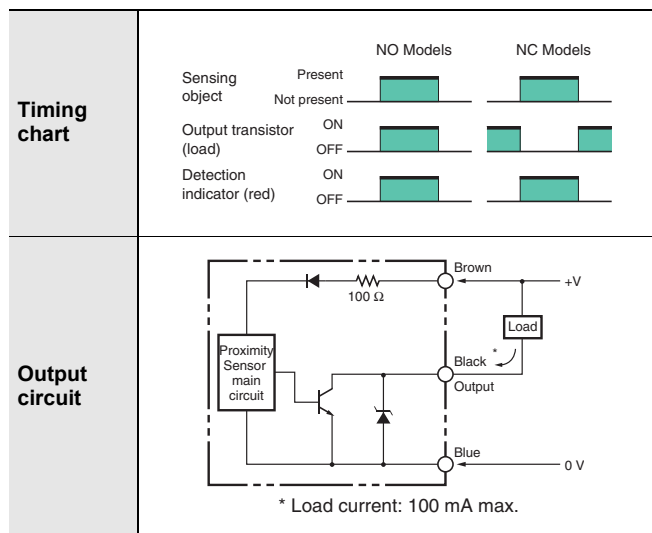 Timing
chart
NO Models
NC Models
Sensing
object
Present
Not present
Output transistor
(load)
ON
OFF
Detection
indicator (red)
ON
OFF
Output
circuit
Proximity
Sensor
main
circuit
100 Ω
Brown
+V
Load
*
Black
Output
Blue
0 V
* Load current: 100 mA max.